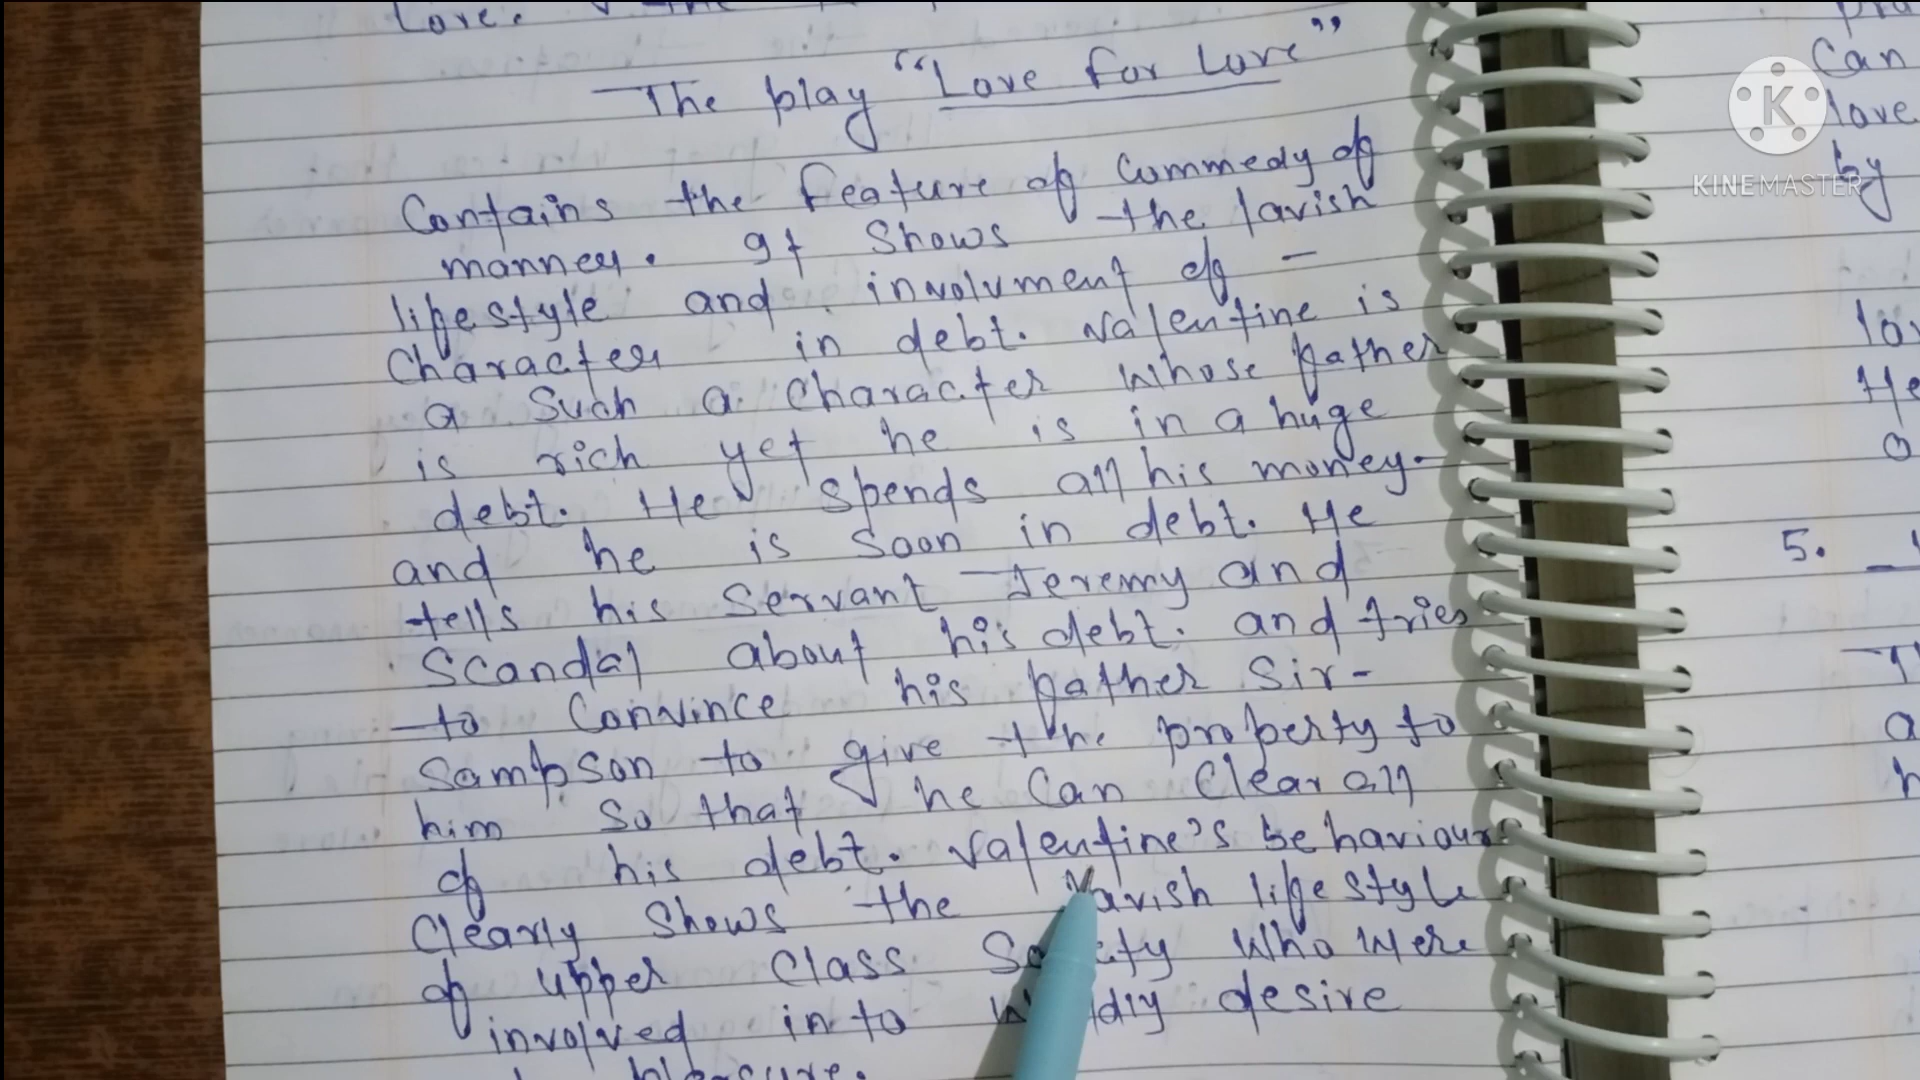 Love.
The play "Love for Love"
Contains the feature of Commedy of
manner. It Shows the lavish
lifestyle and involvment of -
Character in debt. Valentine is
a Such a Character whose father
is rich yet he is in a huge
debt. He spends all his money.
and he is Soon in debt. He
tells his Servant Jeremy and
Scandal about his debt. and tries
to Convince his father Sir-
Sampson to give the property to
him So that he Can Clear all
of his debt. Valentine's behaviour
Clearly Shows the lavish lifestyle
of upper Class Who were
involved in to desire
Can
love
by
He
5.
K
KINEMASTER